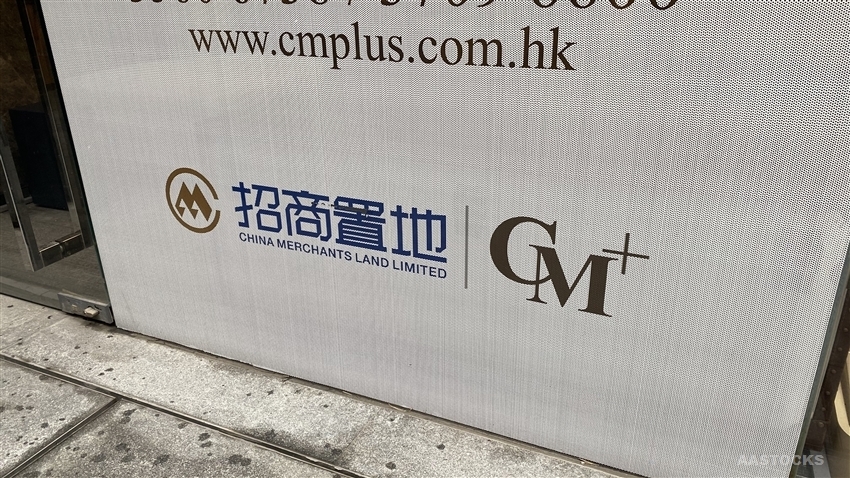 www.cmplus.com.hk
招商置地
CHINA MERCHANTS LAND LIMITED
CM+
AASTOCKS